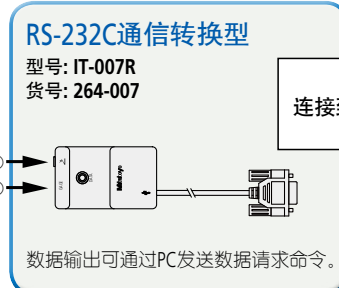 RS-232C通信转换型
型号: IT-007R
货号: 264-007
连接
Mitutoyo
数据输出可通过PC发送数据请求命令。